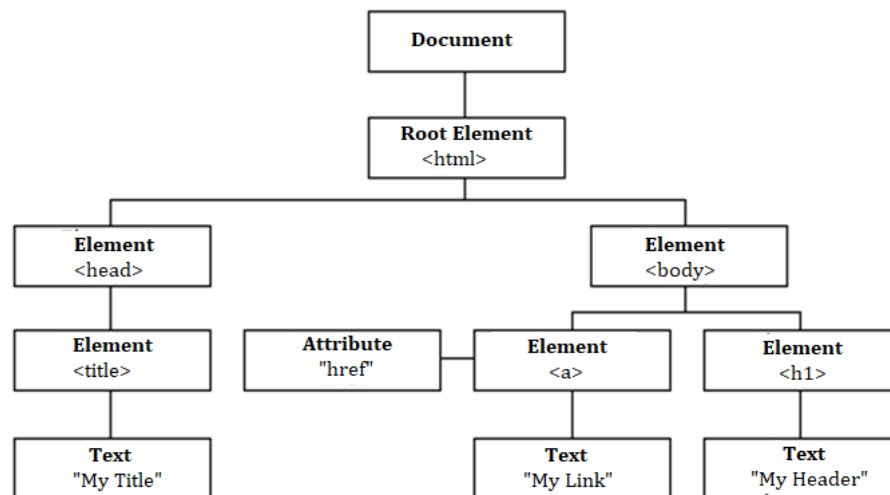 Document
Root Element
<html>
Element
<head>
Element
<body>
Element
<title>
Attribute
"href"
Element
<a>
Element
<h1>
Text
"My Title"
Text
"My Link"
Text
"My Header"